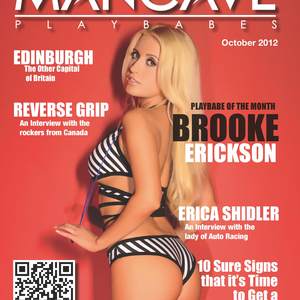 MANCAVE
PLAYBABES
October 2012
EDINBURGH
The Other Capital
of Britain
REVERSE GRIP
An Interview with the
rockers from Canada
PLAYBABE OF THE MONTH
BROOKE
ERICKSON
ERICA SHIDLER
An Interview with the
lady of Auto Racing
10 Sure Signs
that it's Time
to Get a